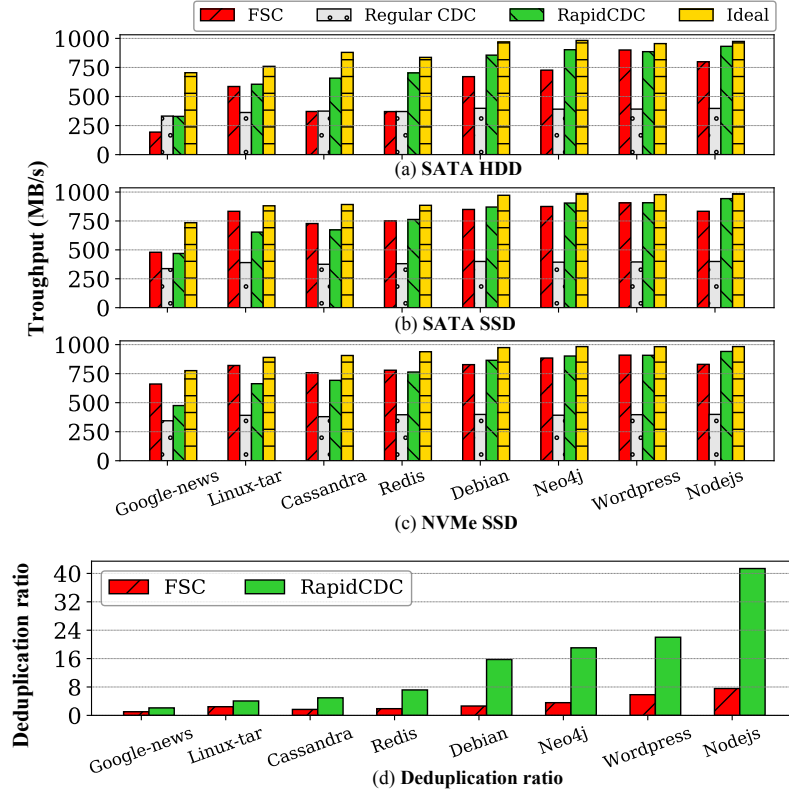 FSC Regular CDC RapidCDC Ideal
Troughput (MB/s)
1000
750
500
250
0
(a) SATA HDD
1000
750
500
250
0
(b) SATA SSD
1000
750
500
250
0
Google-news Linux-tar Cassandra Redis Debian Neo4j Wordpress Nodejs
(c) NVMe SSD
Deduplication ratio
FSC RapidCDC
40
32
24
16
8
0
Google-news Linux-tar Cassandra Redis Debian Neo4j Wordpress Nodejs
(d) Deduplication ratio